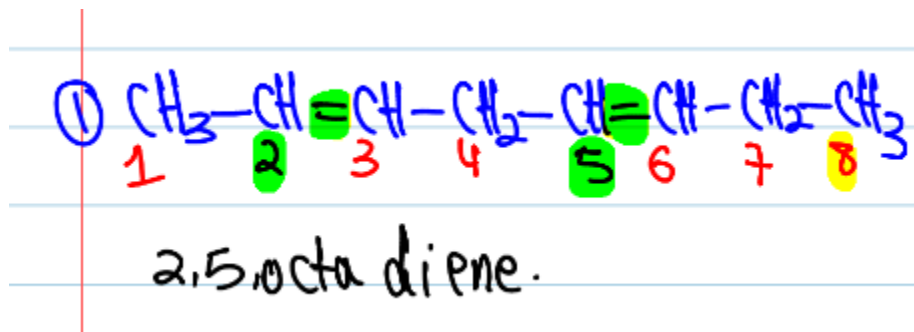 ① CH₃-CH=CH-CH₂-CH=CH-CH₂-CH₃
1 2 3 4 5 6 7 8
2,5,octa diene.